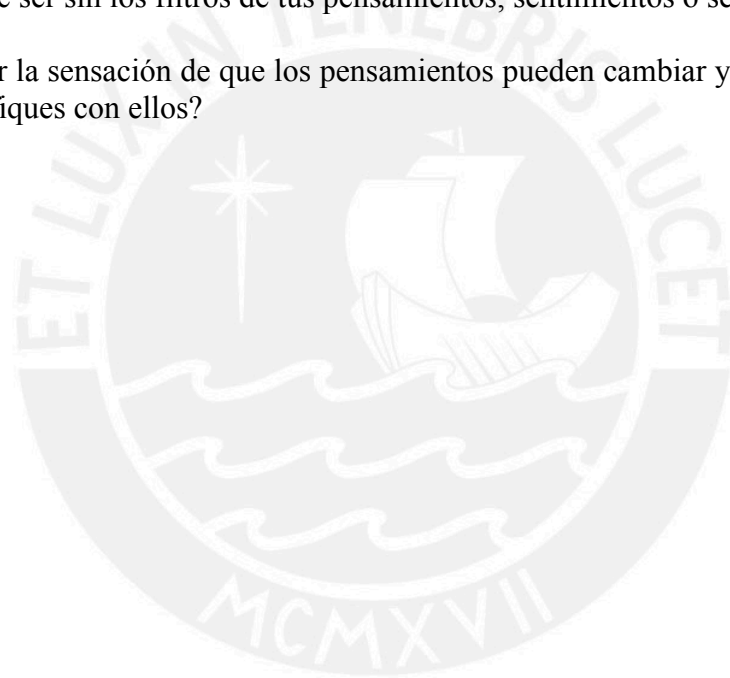 ser sin los filtros de tus pensamientos, sentimientos o se
r la sensación de que los pensamientos pueden cambiar y
fiques con ellos?
ET LUX IN TENEBRIS LUCET
MCMXVII